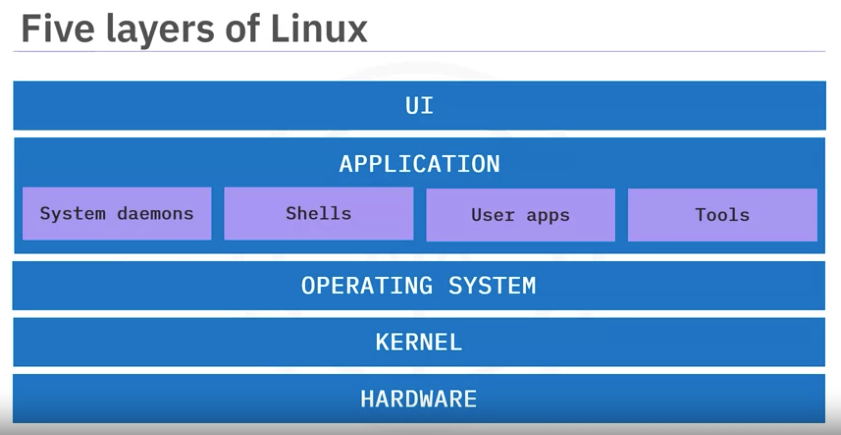 Five layers of Linux
UI
APPLICATION
System daemons
Shells
User apps
Tools
OPERATING SYSTEM
KERNEL
HARDWARE